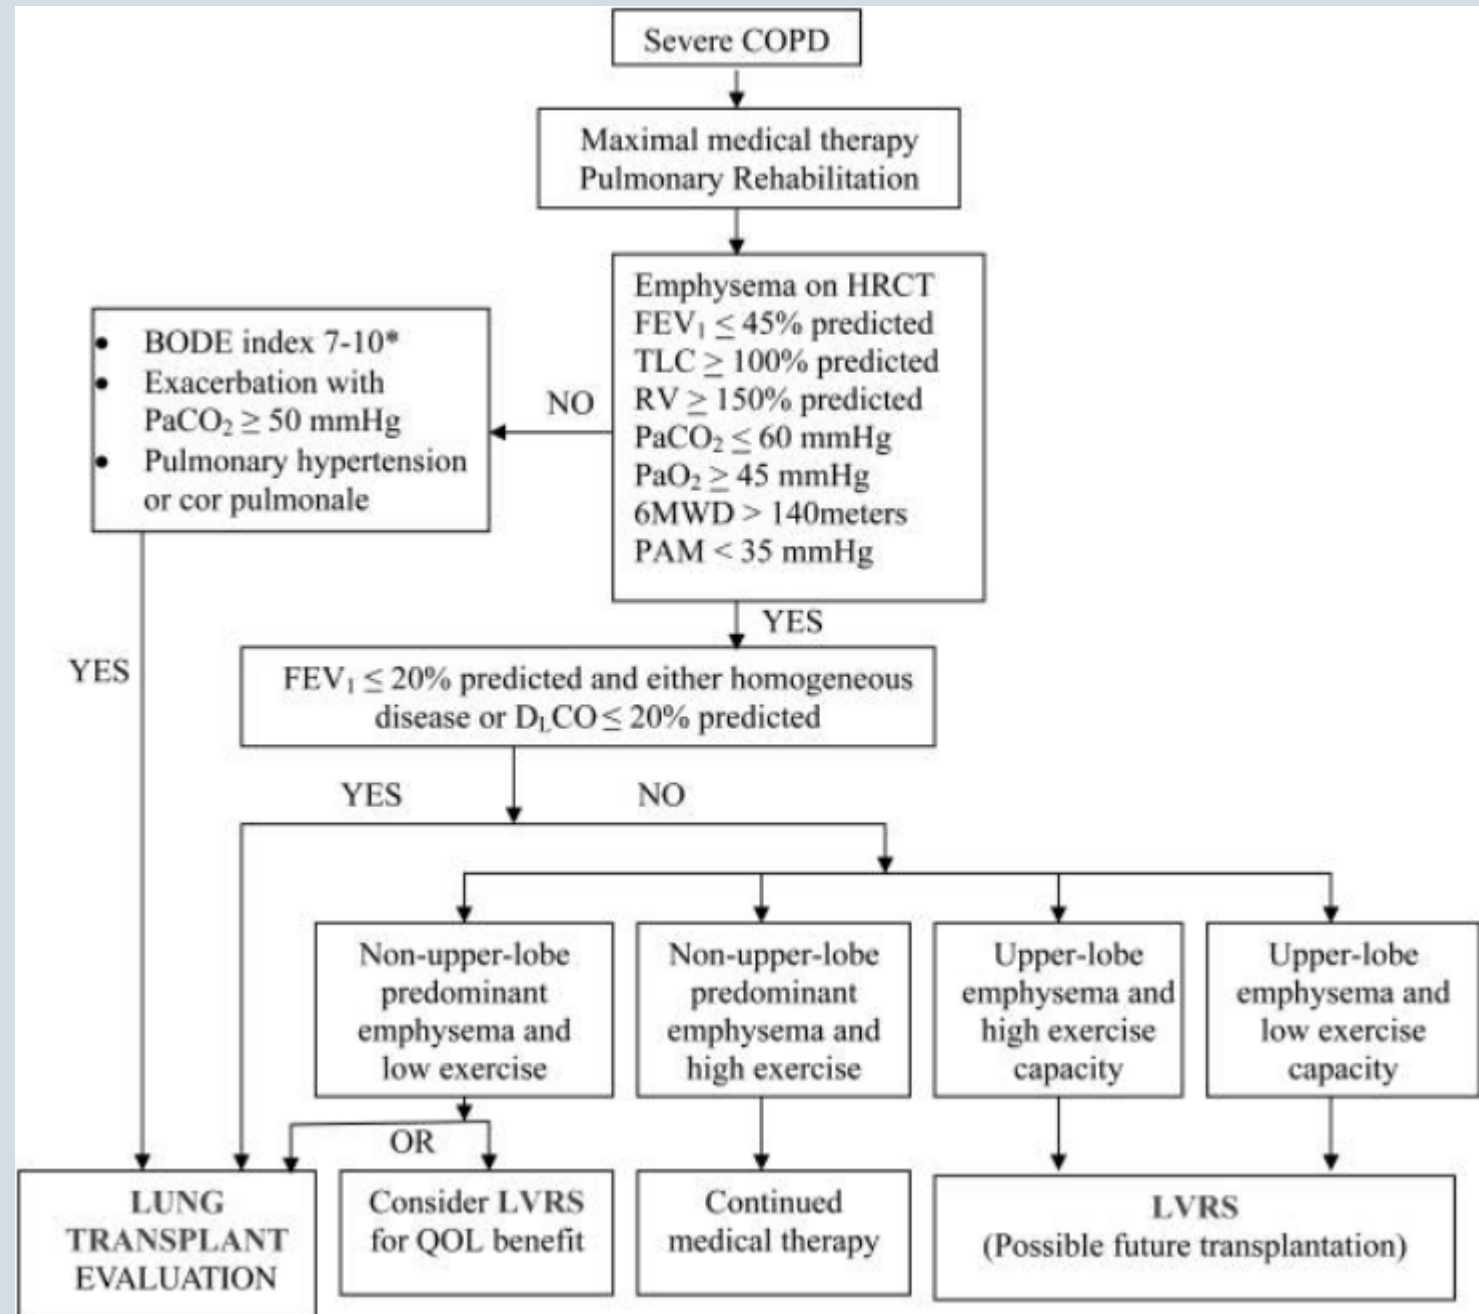 Severe COPD
Maximal medical therapy
Pulmonary Rehabilitation
Emphysema on HRCT
FEV₁ ≤ 45% predicted
TLC ≥ 100% predicted
RV ≥ 150% predicted
PaCO₂ ≤ 60 mmHg
PaO₂ ≥ 45 mmHg
6MWD > 140meters
PAM < 35 mmHg
NO
• BODE index 7-10*
• Exacerbation with
PaCO₂ ≥ 50 mmHg
• Pulmonary hypertension
or cor pulmonale
YES
YES
FEV₁ ≤ 20% predicted and either homogeneous
disease or DLCO ≤ 20% predicted
YES
NO
Non-upper-lobe
predominant
emphysema and
low exercise
Non-upper-lobe
predominant
emphysema and
high exercise
Upper-lobe
emphysema and
high exercise
capacity
Upper-lobe
emphysema and
low exercise
capacity
OR
LUNG
TRANSPLANT
EVALUATION
Consider LVRS
for QOL benefit
Continued
medical therapy
LVRS
(Possible future transplantation)